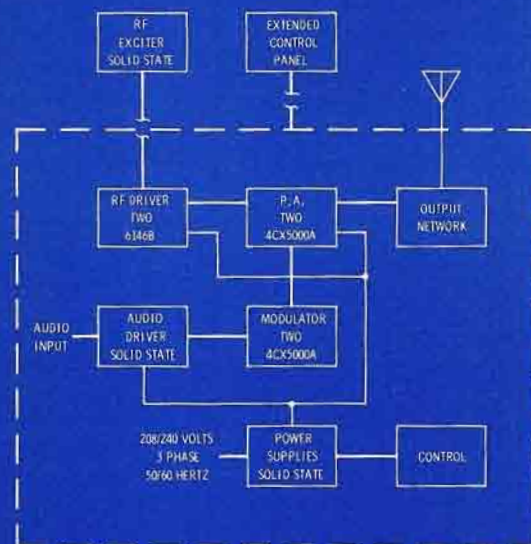 RF
EXCITER
SOLID STATE
EXTENDED
CONTROL
PANEL
RF DRIVER
TWO
6146B
P.A.
TWO
4CX5000A
OUTPUT
NETWORK
AUDIO
INPUT
AUDIO
DRIVER
SOLID STATE
MODULATOR
TWO
4CX5000A
208/240 VOLTS
3 PHASE
50/60 HERTZ
POWER
SUPPLIES
SOLID STATE
CONTROL